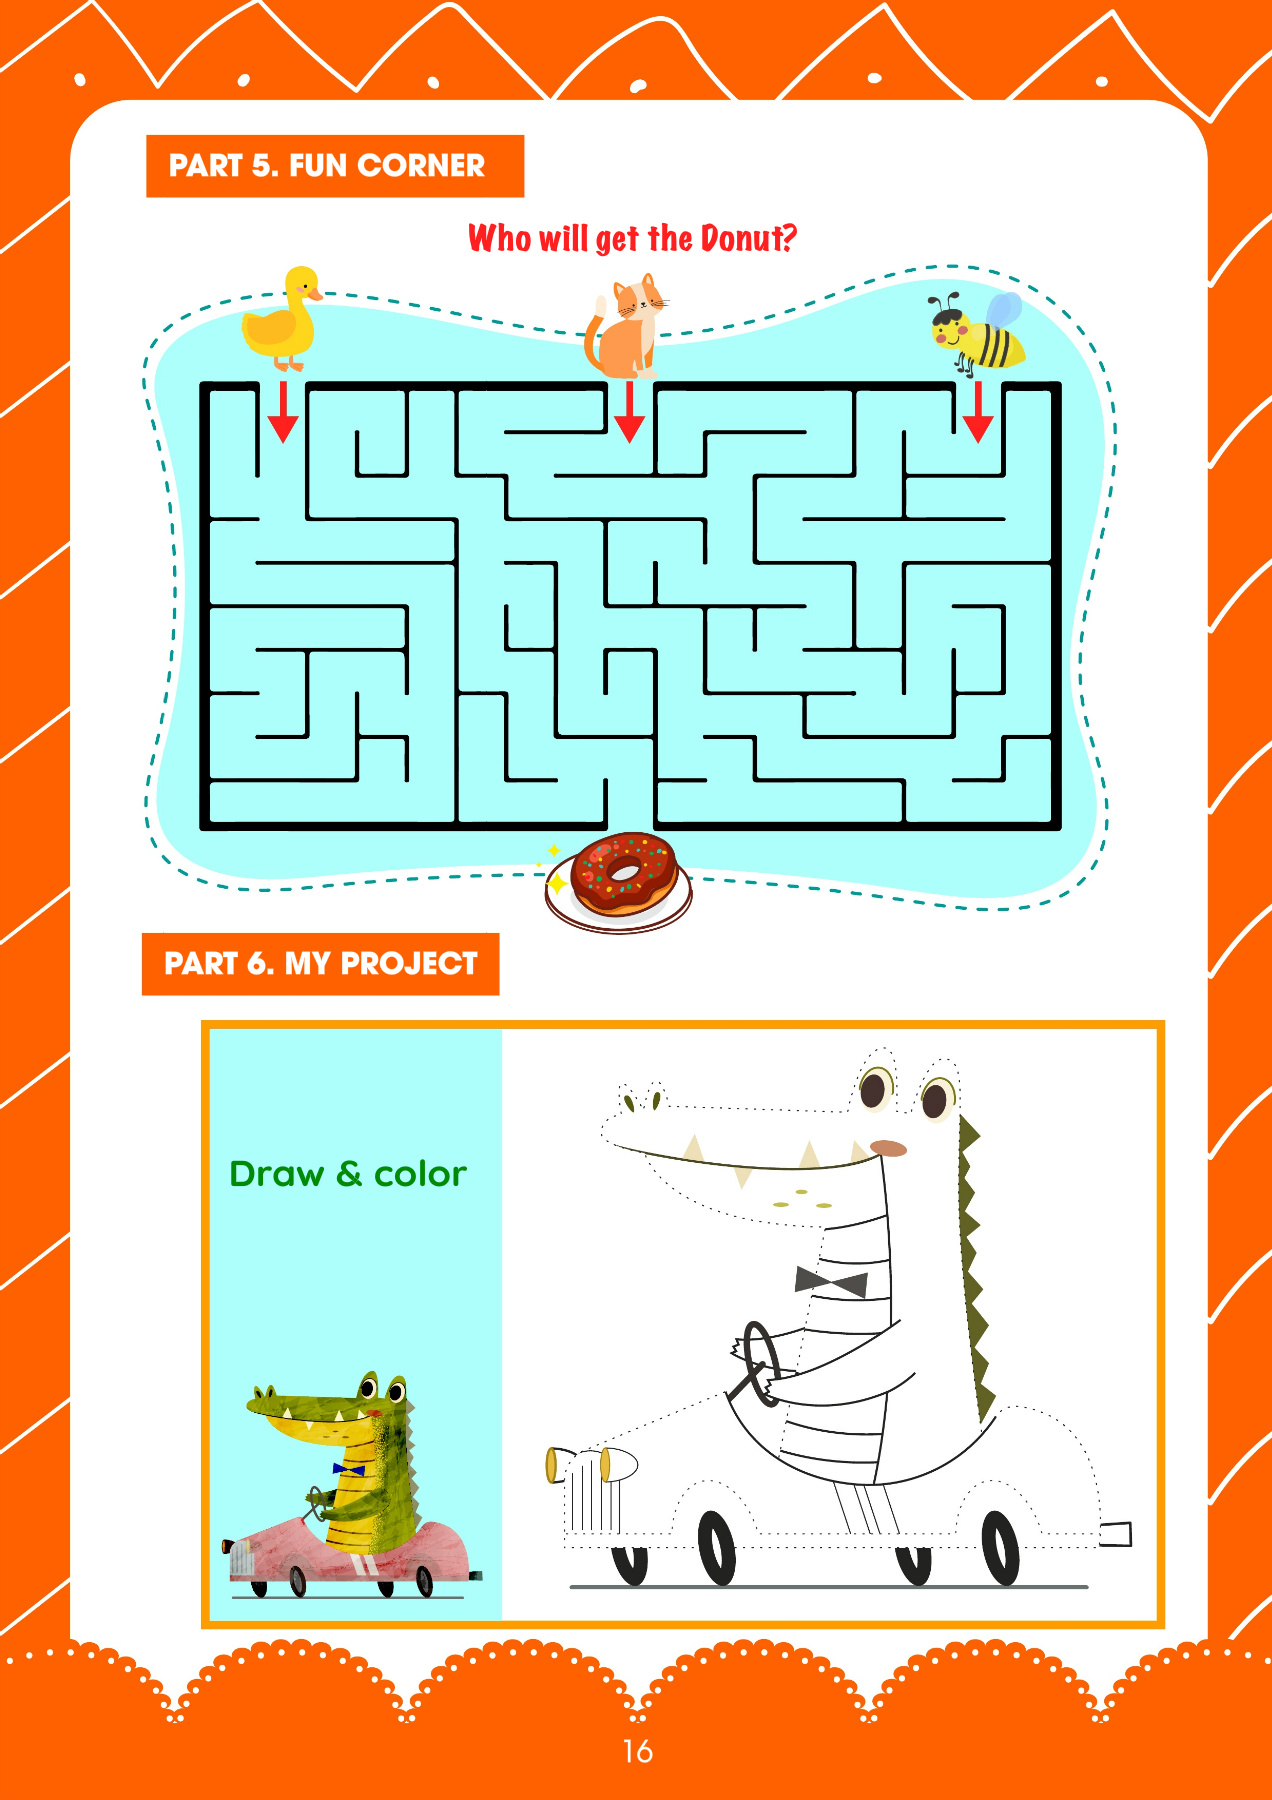 PART 5. FUN CORNER
Who will get the Donut?
PART 6. MY PROJECT
Draw & color
16